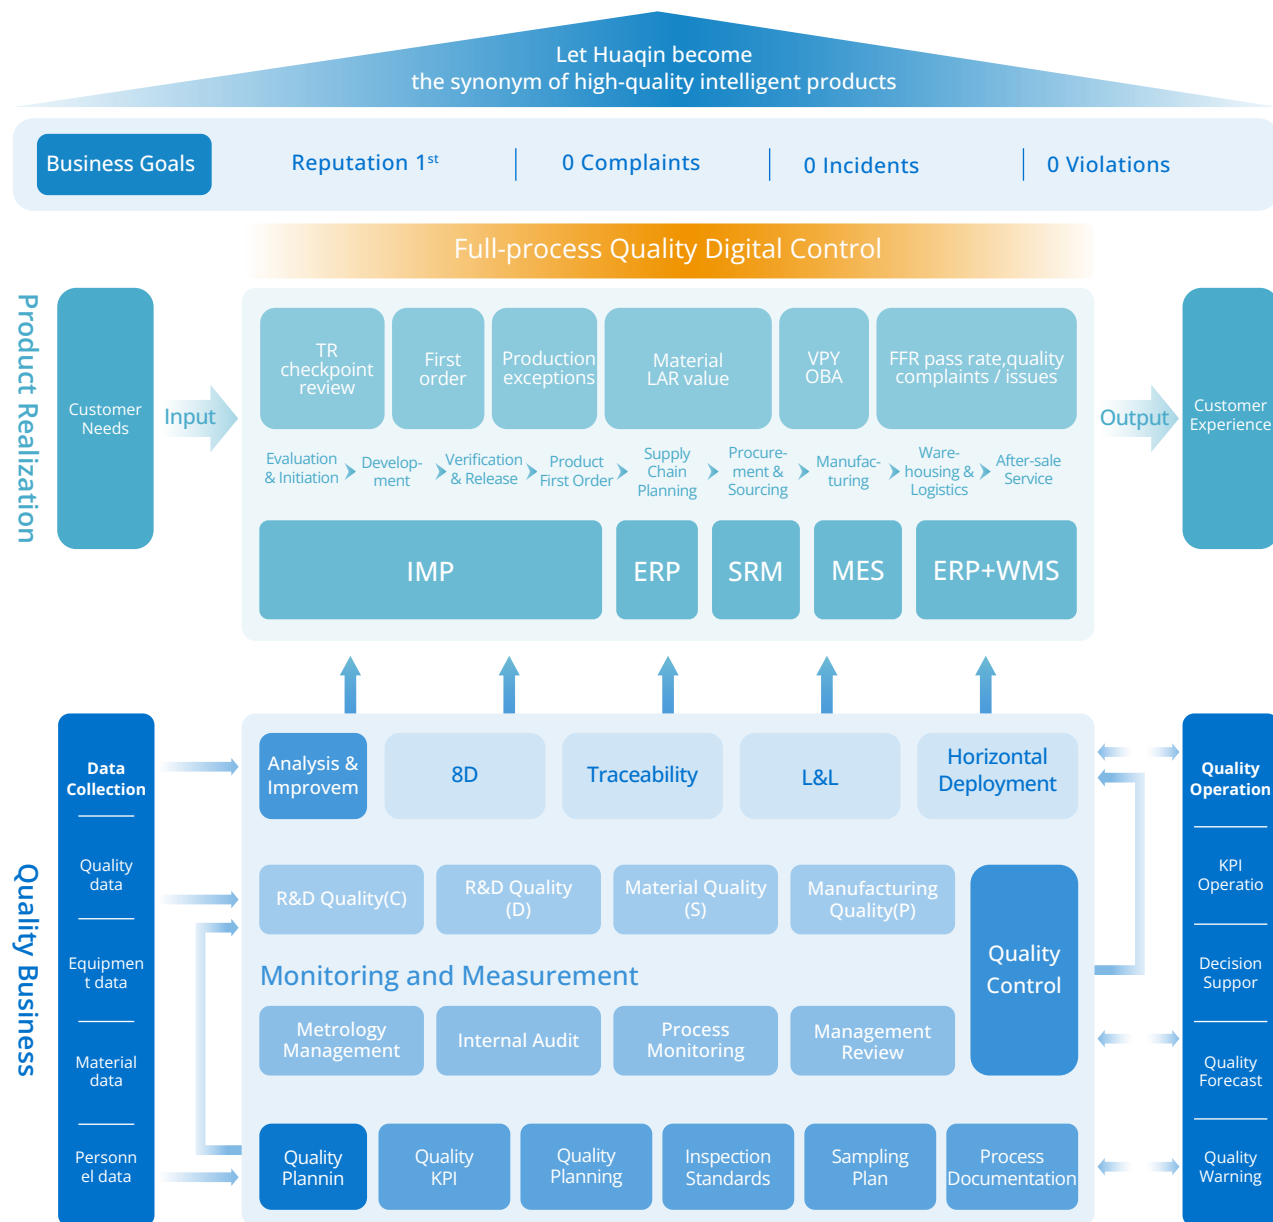 Let Huaqin become
the synonym of high-quality intelligent products
Business Goals
Reputation 1st
0 Complaints
0 Incidents
0 Violations
Full-process Quality Digital Control
Product Realization
Customer
Needs
Input
TR
checkpoint
review
First
order
Production
exceptions
Material
LAR value
VPY
OBA
FFR pass rate,quality
complaints / issues
Output
Customer
Experience
Evaluation
& Initiation
Develop-
ment
Verification
& Release
Product
First Order
Supply
Chain
Planning
Procure-
ment &
Sourcing
Manufac-
turing
Ware-
housing &
Logistics
After-sale
Service
IMP
ERP
SRM
MES
ERP+WMS
Quality Business
Data
Collection
Quality
data
Equipmen
t data
Material
data
Personn
el data
Analysis &
Improvem
8D
Traceability
L&L
Horizontal
Deployment
R&D Quality(C)
R&D Quality
(D)
Material Quality
(S)
Manufacturing
Quality(P)
Quality
Control
Monitoring and Measurement
Metrology
Management
Internal Audit
Process
Monitoring
Management
Review
Quality
Plannin
Quality
KPI
Quality
Planning
Inspection
Standards
Sampling
Plan
Process
Documentation
Quality
Operation
KPI
Operatio
Decision
Suppor
Quality
Forecast
Quality
Warning